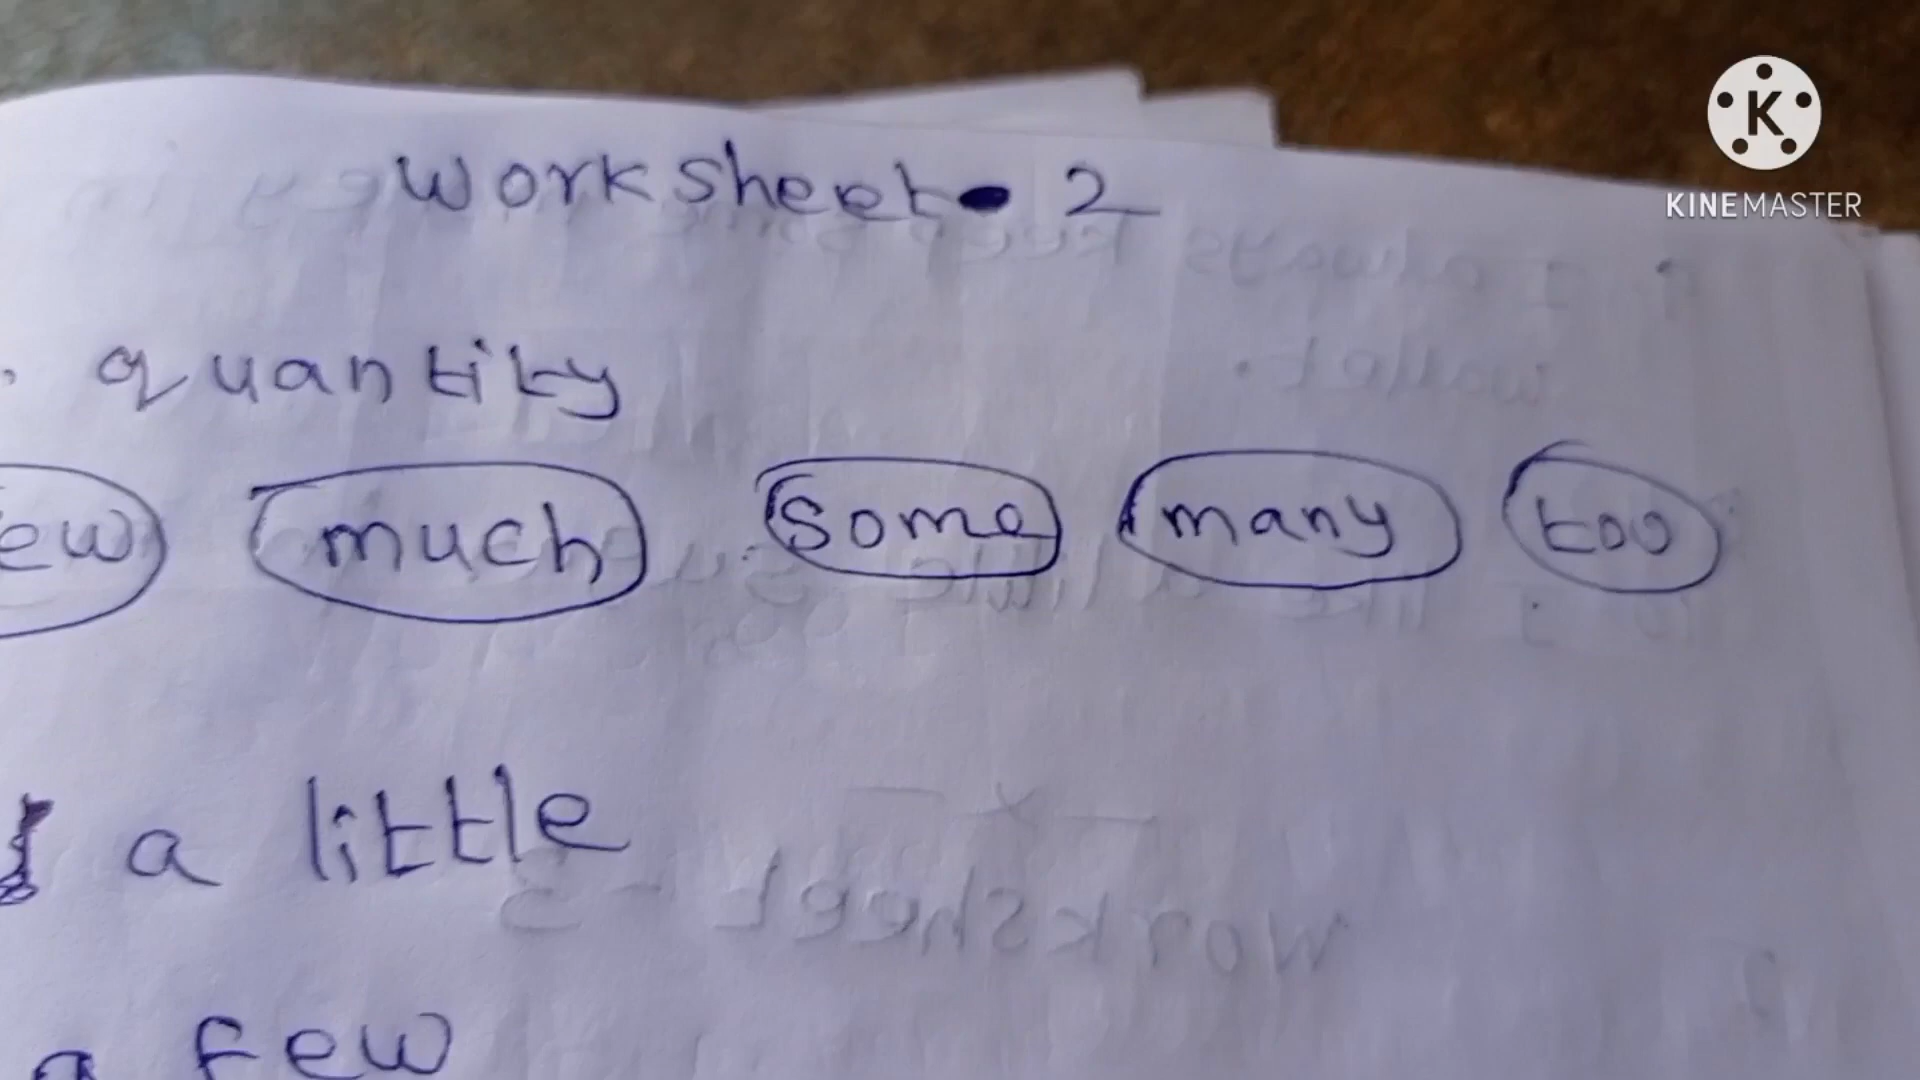 Worksheet - 2
quantity
ew much some many too
a little
a few
KINEMASTER